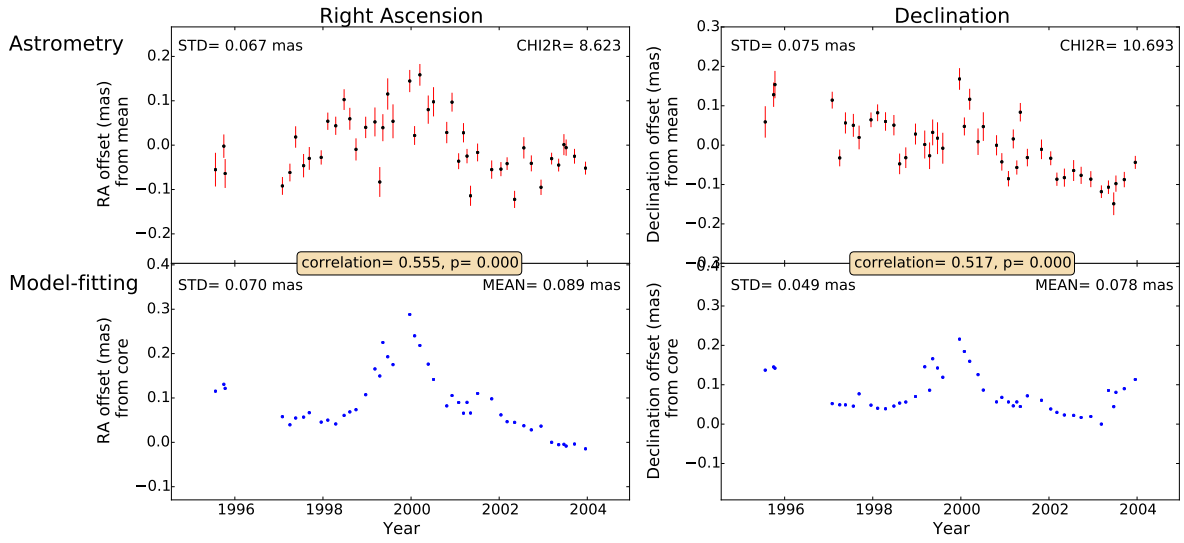 Right Ascension
Declination
Astrometry
STD= 0.067 mas
CHI2R= 8.623
RA offset (mas)
from mean
0.2
0.1
0.0
−0.1
−0.2
STD= 0.075 mas
CHI2R= 10.693
Declination offset (mas)
from mean
0.3
0.2
0.1
0.0
−0.1
−0.2
−0.3
correlation= 0.555, p= 0.000
correlation= 0.517, p= 0.000
Model-fitting
STD= 0.070 mas
MEAN= 0.089 mas
RA offset (mas)
from core
0.4
0.3
0.2
0.1
0.0
−0.1
1996 1998 2000 2002 2004
Year
STD= 0.049 mas
MEAN= 0.078 mas
Declination offset (mas)
from core
0.4
0.3
0.2
0.1
0.0
−0.1
1996 1998 2000 2002 2004
Year